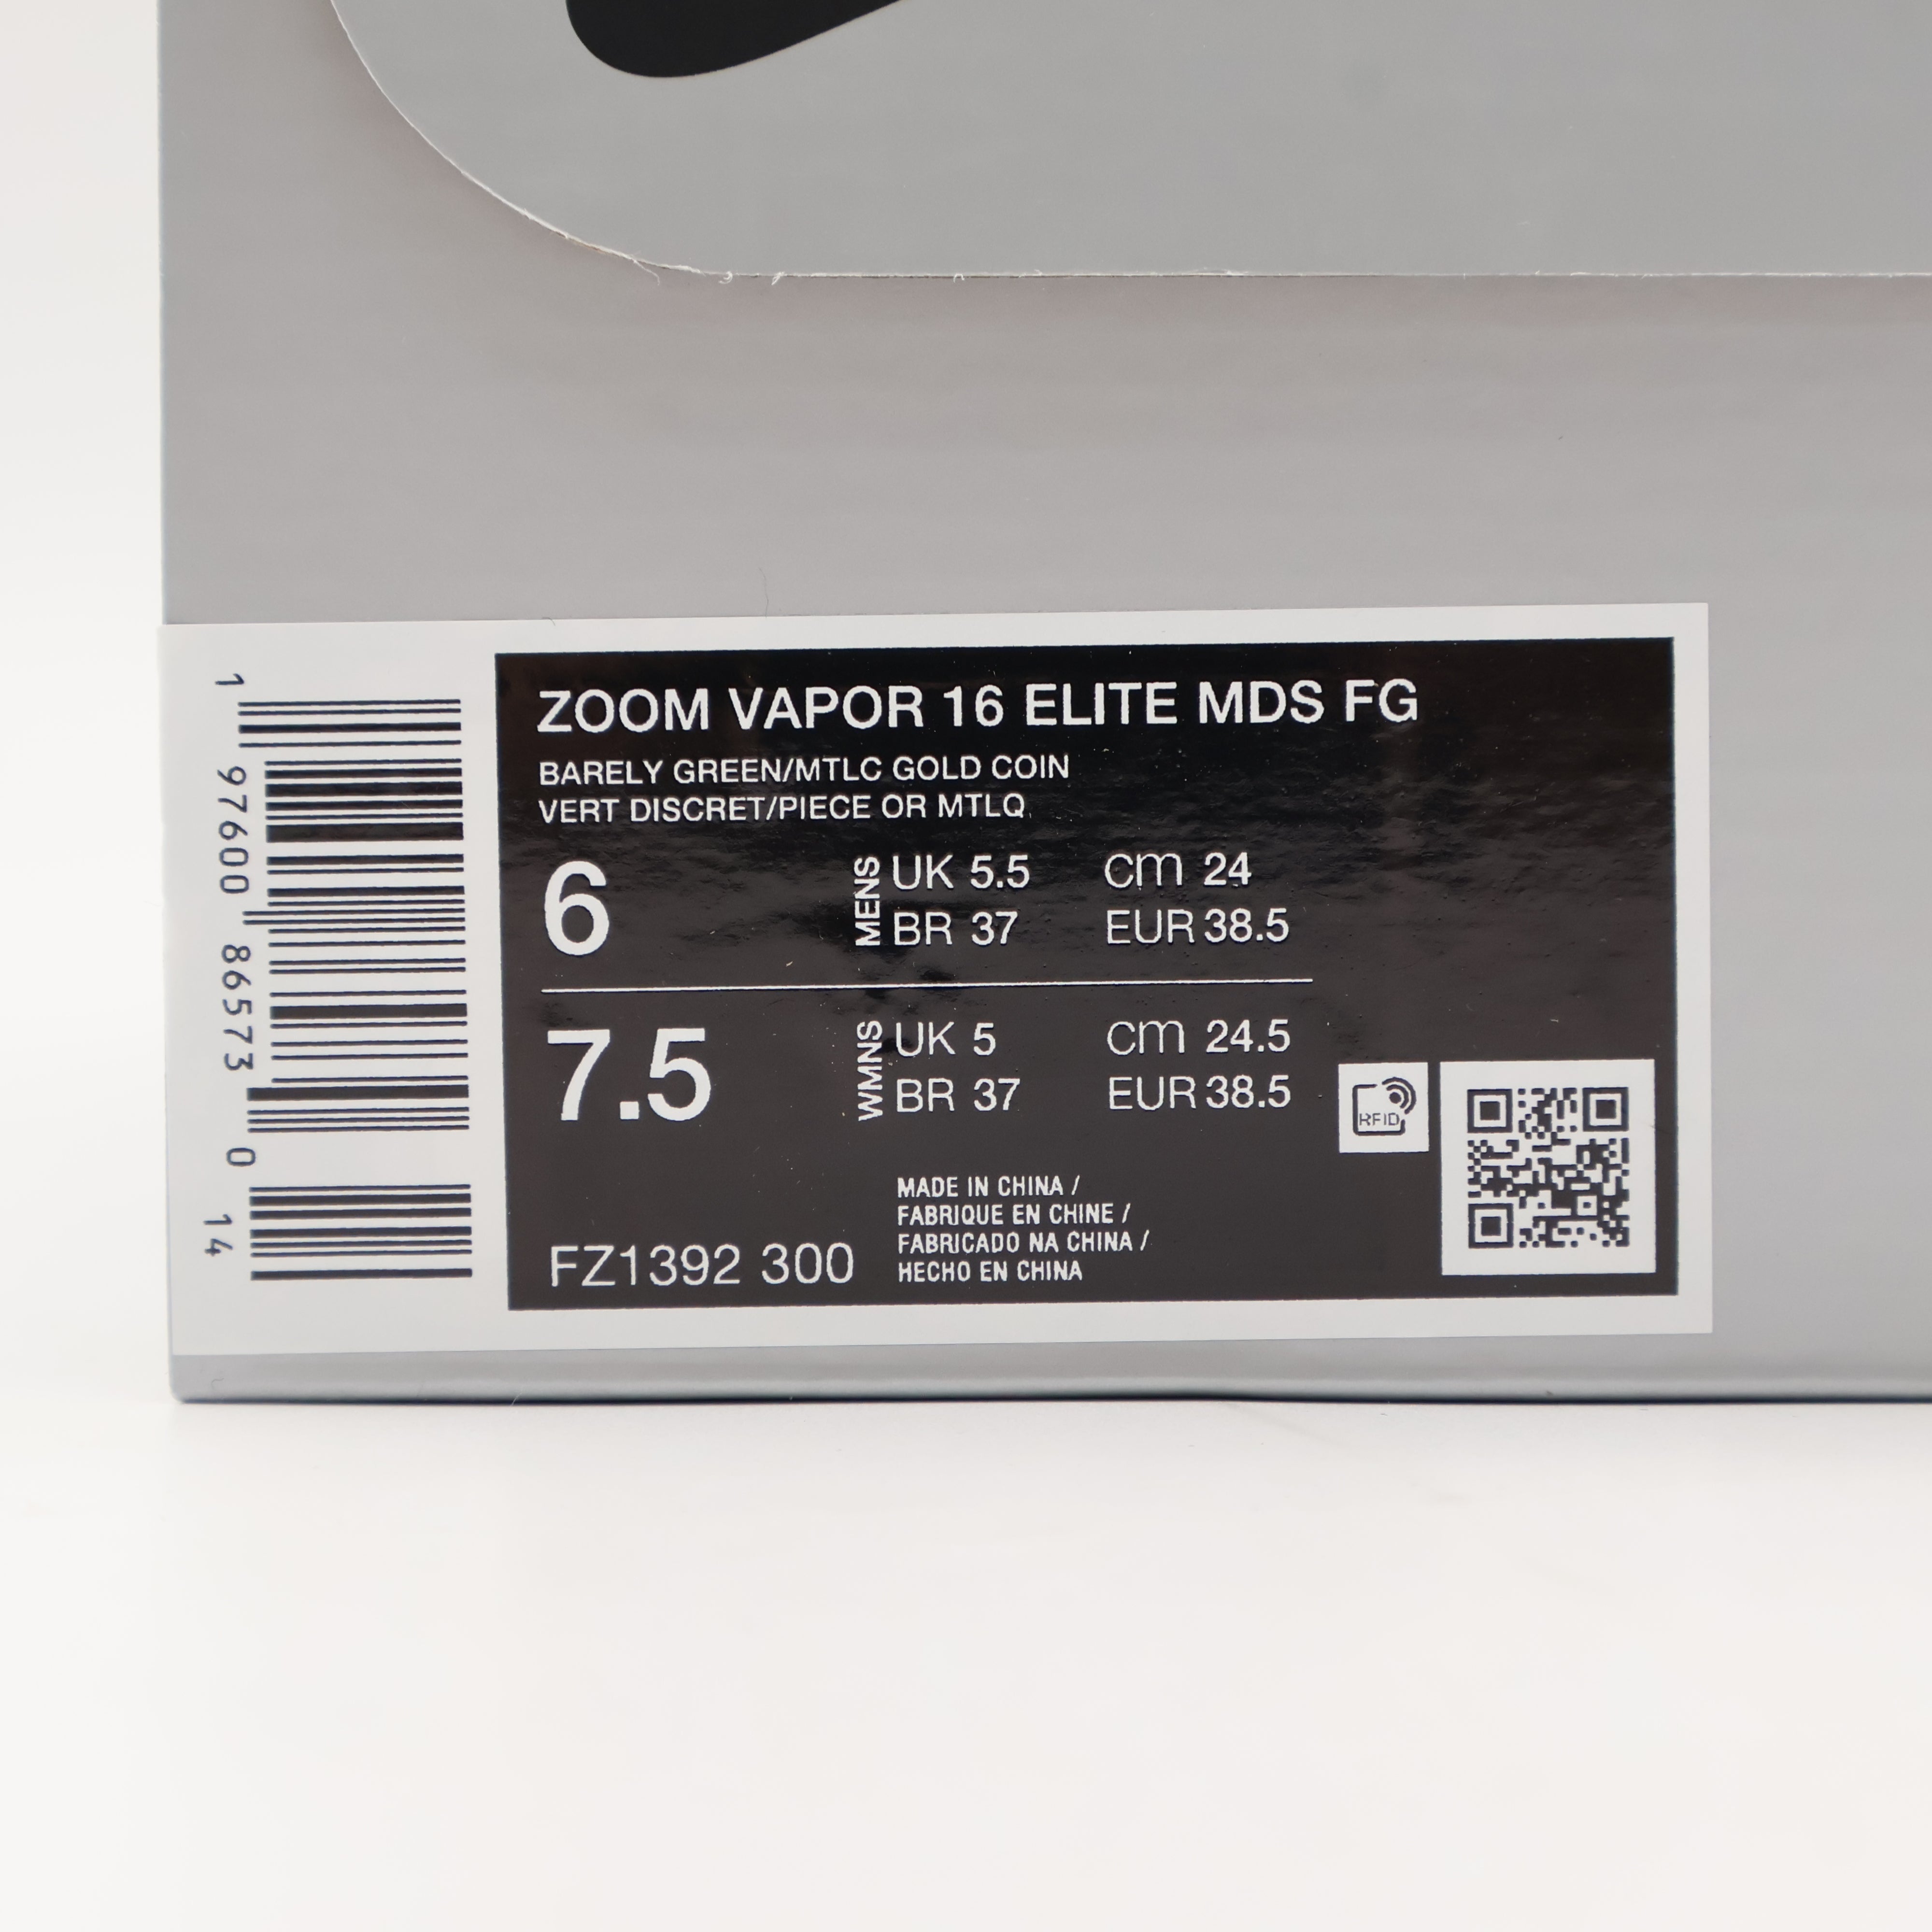 ZOOM VAPOR 16 ELITE MDS FG
BARELY GREEN/MTLC GOLD COIN
VERT DISCRET/PIECE OR MTLQ
6
MENS
UK 5.5 cm 24
BR 37 EUR 38.5
7.5
WMNS
UK 5 cm 24.5
BR 37 EUR 38.5
RFID
MADE IN CHINA /
FABRIQUE EN CHINE /
FABRICADO NA CHINA /
HECHO EN CHINA
FZ1392 300
1 97600 86573 0 14